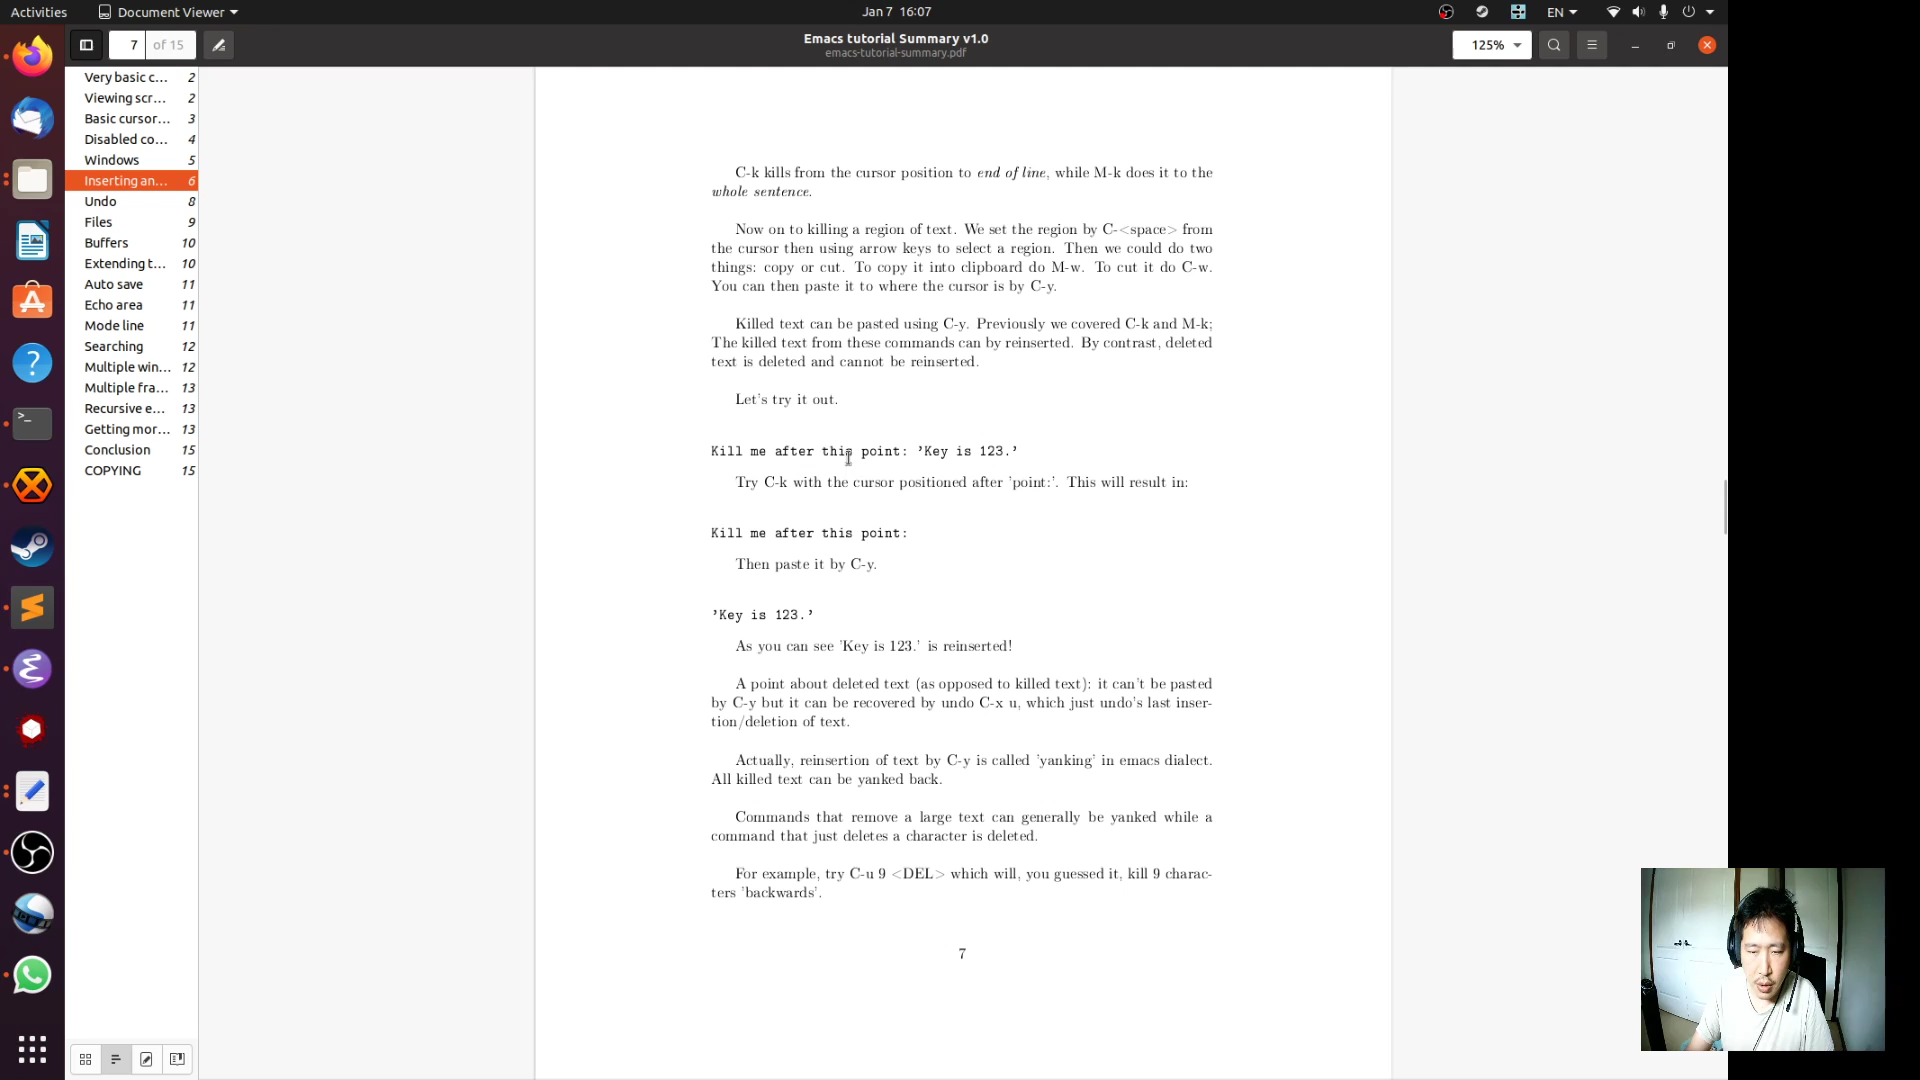 Activities
Document Viewer
Jan 7 16:07
EN
7
of 15
Emacs tutorial Summary v1.0
emacs-tutorial-summary.pdf
125%
Very basic c... 2
Viewing scr... 2
Basic cursor... 3
Disabled co... 4
Windows 5
Inserting an... 6
Undo 8
Files 9
Buffers 10
Extending t... 10
Auto save 11
Echo area 11
Mode line 11
Searching 12
Multiple win... 12
Multiple fra... 13
Recursive e... 13
Getting mor... 13
Conclusion 15
COPYING 15
C-k kills from the cursor position to end of line, while M-k does it to the
whole sentence.
Now on to killing a region of text. We set the region by C-<space> from
the cursor then using arrow keys to select a region. Then we could do two
things: copy or cut. To copy it into clipboard do M-w. To cut it do C-w.
You can then paste it to where the cursor is by C-y.
Killed text can be pasted using C-y. Previously we covered C-k and M-k;
The killed text from these commands can by reinserted. By contrast, deleted
text is deleted and cannot be reinserted.
Let's try it out.
Kill me after this point: ’Key is 123.’
Try C-k with the cursor positioned after ’point:’. This will result in:
Kill me after this point:
Then paste it by C-y.
’Key is 123.’
As you can see ’Key is 123.’ is reinserted!
A point about deleted text (as opposed to killed text): it can't be pasted
by C-y but it can be recovered by undo C-x u, which just undo's last inser-
tion/deletion of text.
Actually, reinsertion of text by C-y is called ’yanking’ in emacs dialect.
All killed text can be yanked back.
Commands that remove a large text can generally be yanked while a
command that just deletes a character is deleted.
For example, try C-u 9 <DEL> which will, you guessed it, kill 9 charac-
ters ’backwards’.
7